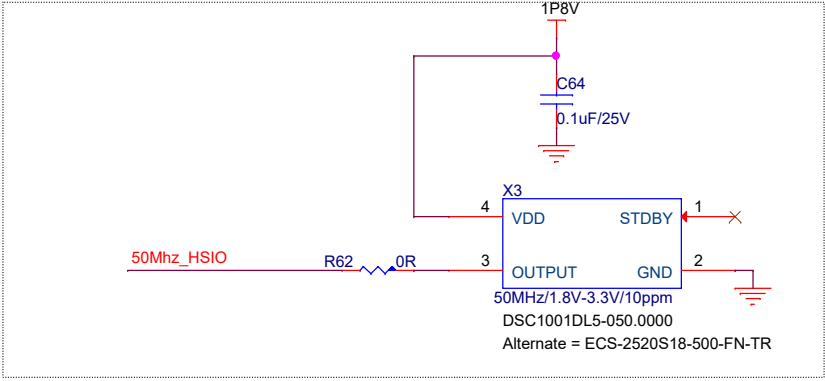 1P8V
C64
0.1uF/25V
X3
4 VDD STDBY 1
50Mhz_HSIO R62 0R 3 OUTPUT GND 2
50MHz/1.8V-3.3V/10ppm
DSC1001DL5-050.0000
Alternate = ECS-2520S18-500-FN-TR